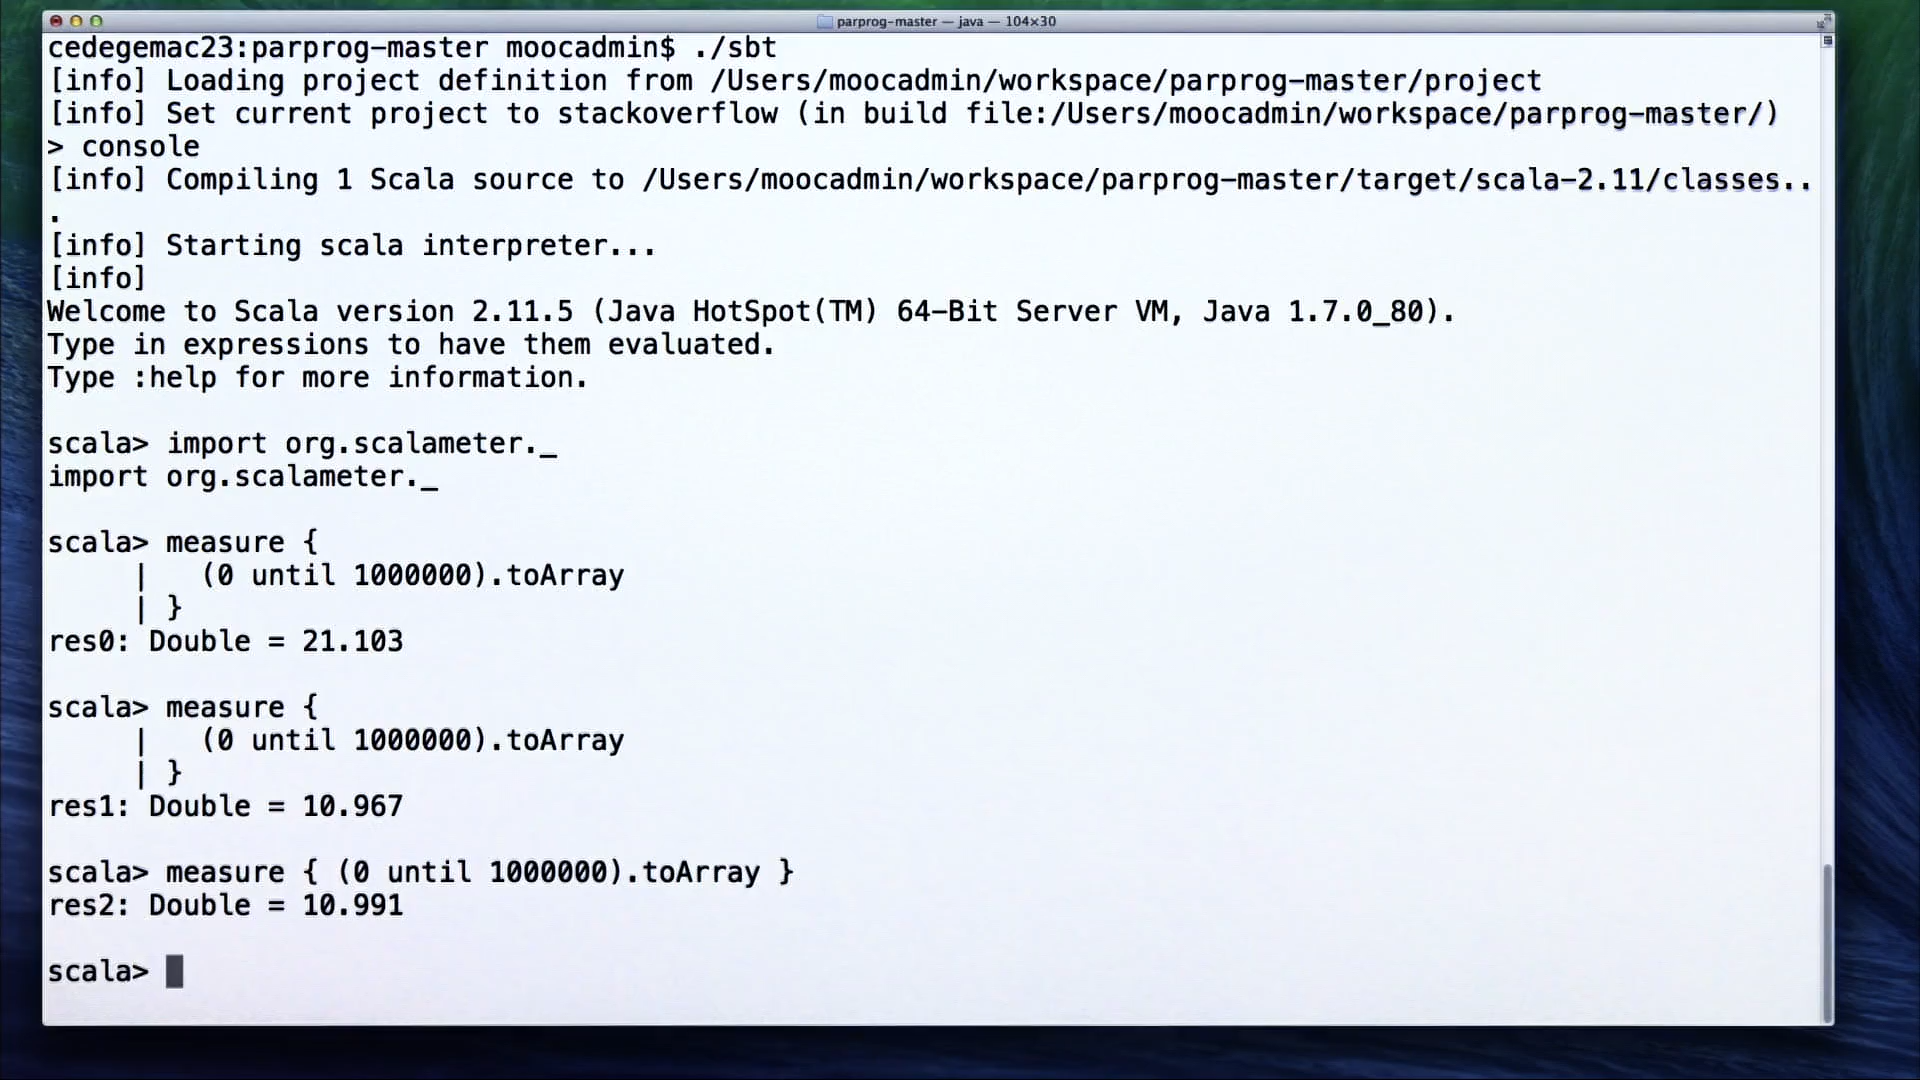 parprog-master — java — 104×30
cedegemac23:parprog-master moocadmin$ ./sbt
[info] Loading project definition from /Users/moocadmin/workspace/parprog-master/project
[info] Set current project to stackoverflow (in build file:/Users/moocadmin/workspace/parprog-master/)
> console
[info] Compiling 1 Scala source to /Users/moocadmin/workspace/parprog-master/target/scala-2.11/classes..
.
[info] Starting scala interpreter...
[info]
Welcome to Scala version 2.11.5 (Java HotSpot(TM) 64-Bit Server VM, Java 1.7.0_80).
Type in expressions to have them evaluated.
Type :help for more information.
scala> import org.scalameter._
import org.scalameter._
scala> measure {
     |   (0 until 1000000).toArray
     | }
res0: Double = 21.103
scala> measure {
     |   (0 until 1000000).toArray
     | }
res1: Double = 10.967
scala> measure { (0 until 1000000).toArray }
res2: Double = 10.991
scala>